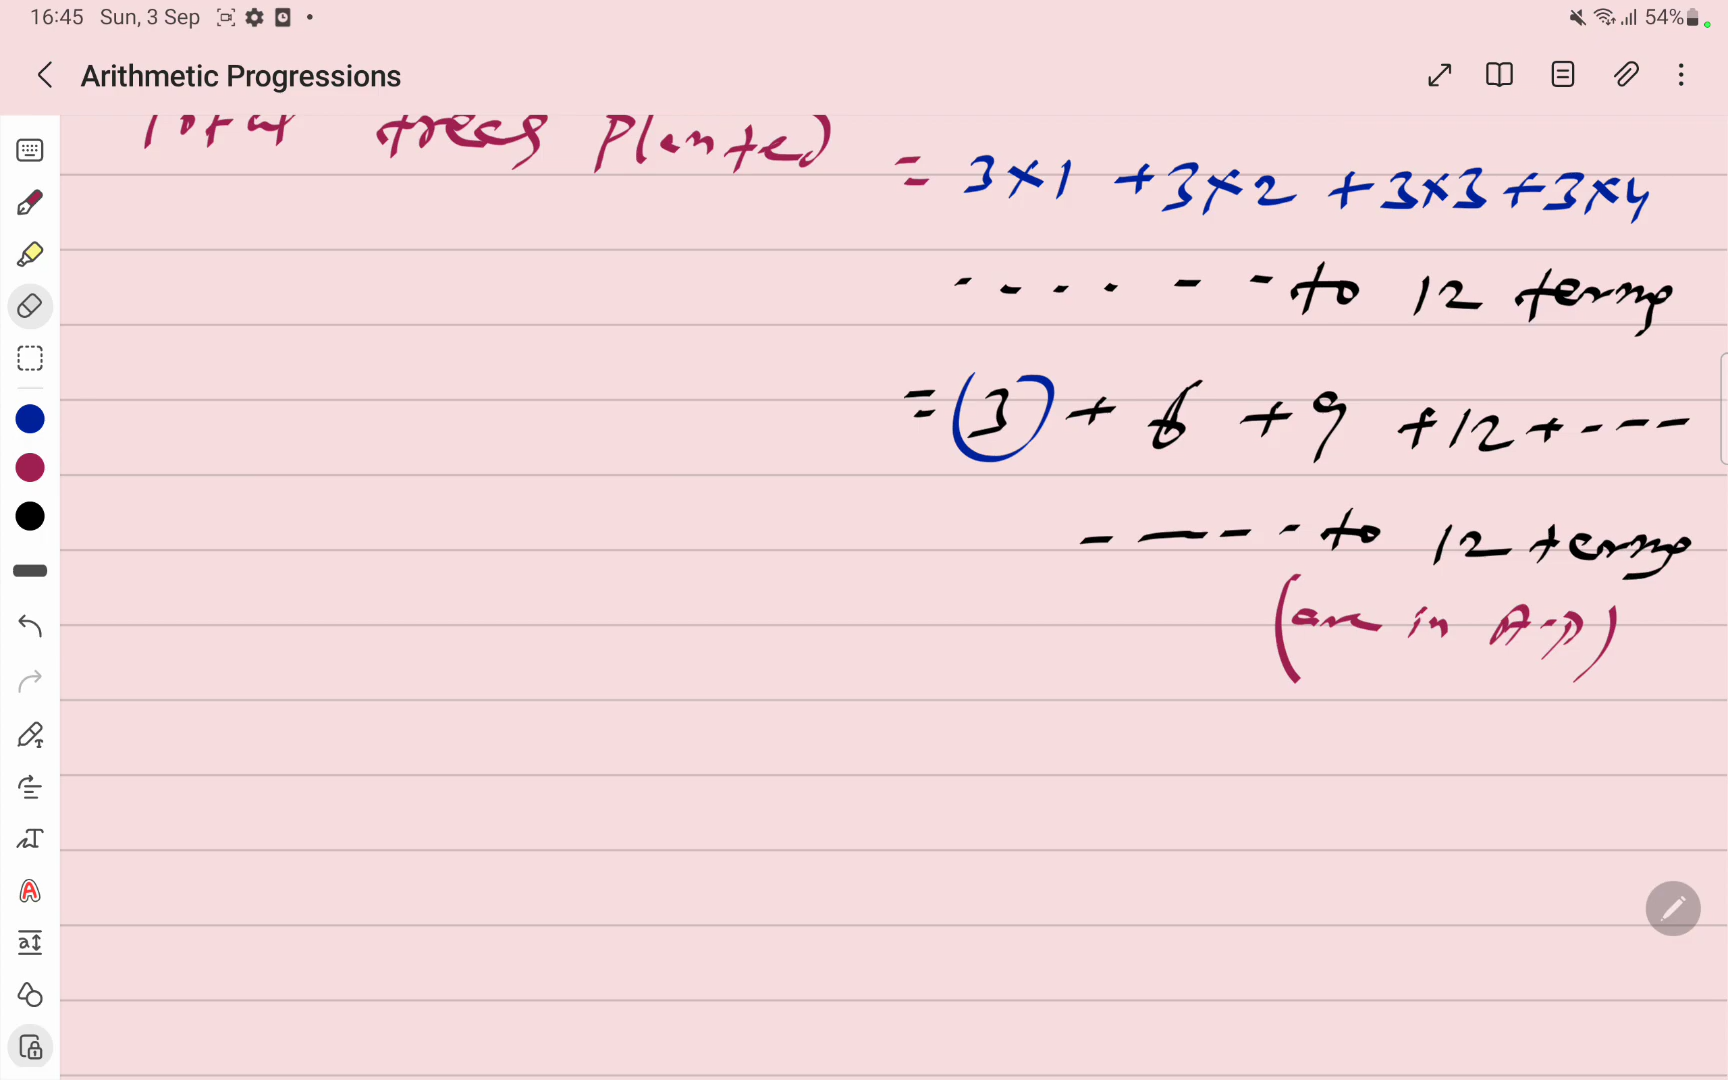 16:45 Sun, 3 Sep 54%
Arithmetic Progressions
Total trees planted = 3×1 +3×2 +3×3 +3×4
. - . . - - to 12 terms
= (3) + 6 + 9 +12 + ---
- - - - to 12 terms
(are in A.P)